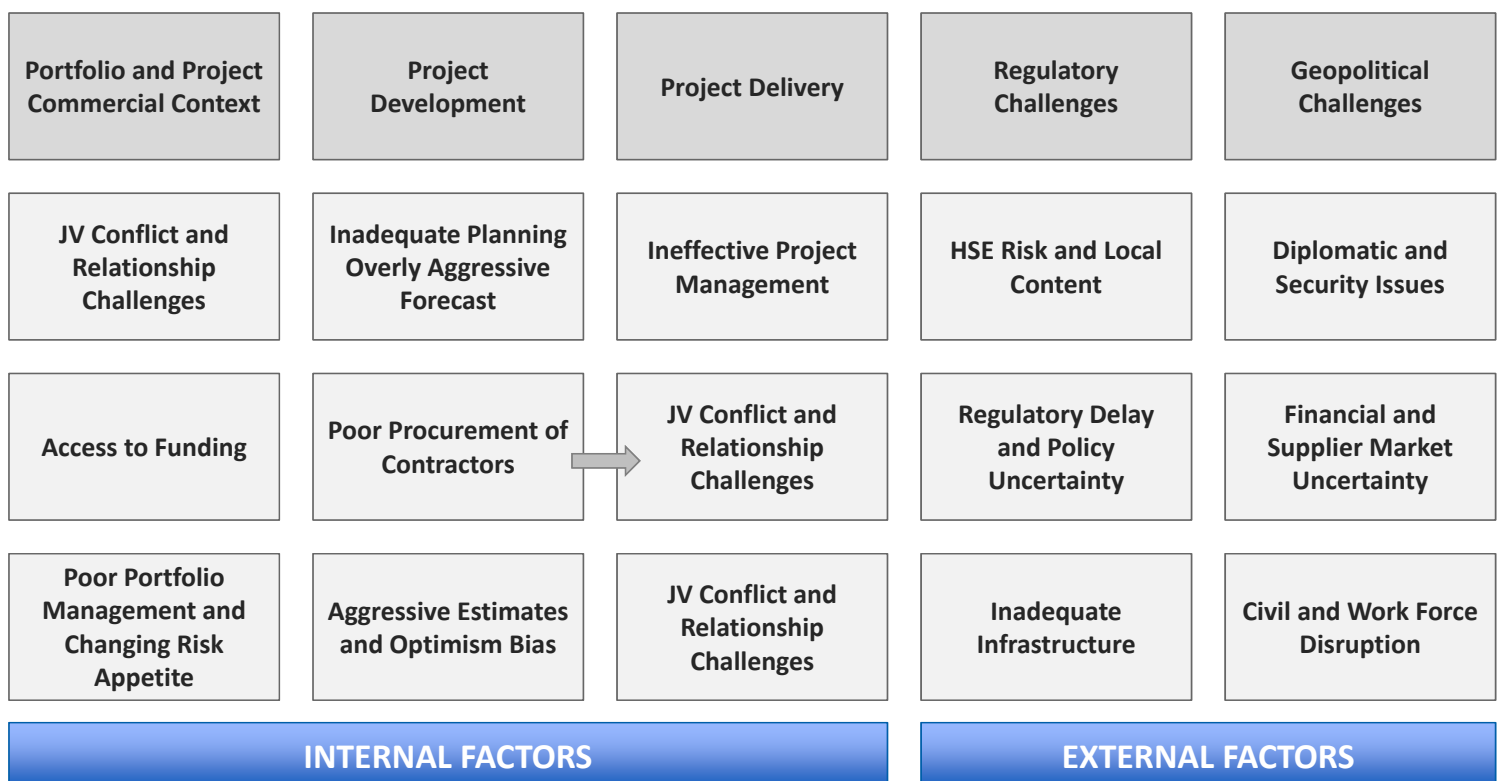 Portfolio and Project
Commercial Context
Project
Development
Project Delivery
Regulatory
Challenges
Geopolitical
Challenges
JV Conflict and
Relationship
Challenges
Inadequate Planning
Overly Aggressive
Forecast
Ineffective Project
Management
HSE Risk and Local
Content
Diplomatic and
Security Issues
Access to Funding
Poor Procurement of
Contractors
JV Conflict and
Relationship
Challenges
Regulatory Delay
and Policy
Uncertainty
Financial and
Supplier Market
Uncertainty
Poor Portfolio
Management and
Changing Risk
Appetite
Aggressive Estimates
and Optimism Bias
JV Conflict and
Relationship
Challenges
Inadequate
Infrastructure
Civil and Work Force
Disruption
INTERNAL FACTORS
EXTERNAL FACTORS